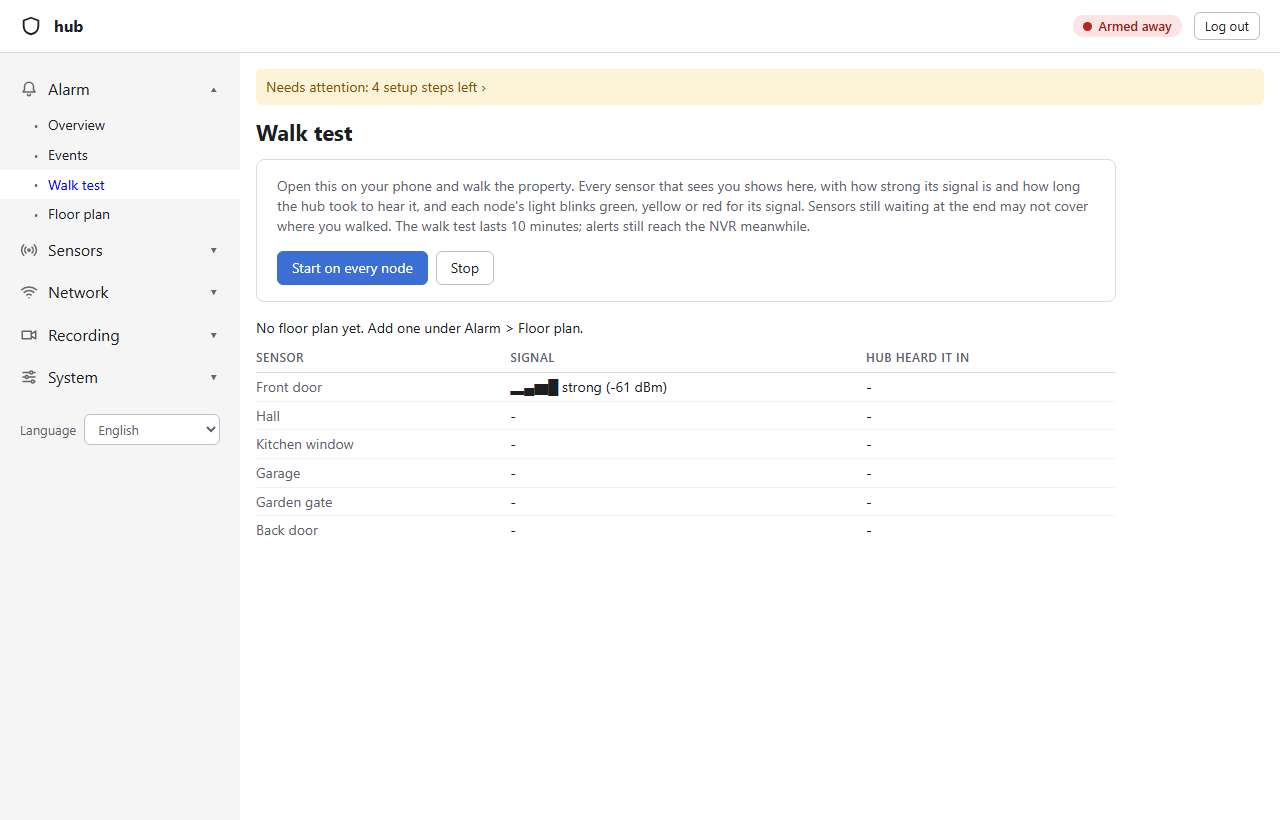 hub
Armed away
Log out
Alarm
Overview
Events
Walk test
Floor plan
Sensors
Network
Recording
System
Language
English
Needs attention: 4 setup steps left ›
Walk test
Open this on your phone and walk the property. Every sensor that sees you shows here, with how strong its signal is and how long
the hub took to hear it, and each node's light blinks green, yellow or red for its signal. Sensors still waiting at the end may not cover
where you walked. The walk test lasts 10 minutes; alerts still reach the NVR meanwhile.
Start on every node
Stop
No floor plan yet. Add one under Alarm > Floor plan.
SENSOR SIGNAL HUB HEARD IT IN
Front door ▂▄▆█ strong (-61 dBm) -
Hall - -
Kitchen window - -
Garage - -
Garden gate - -
Back door - -